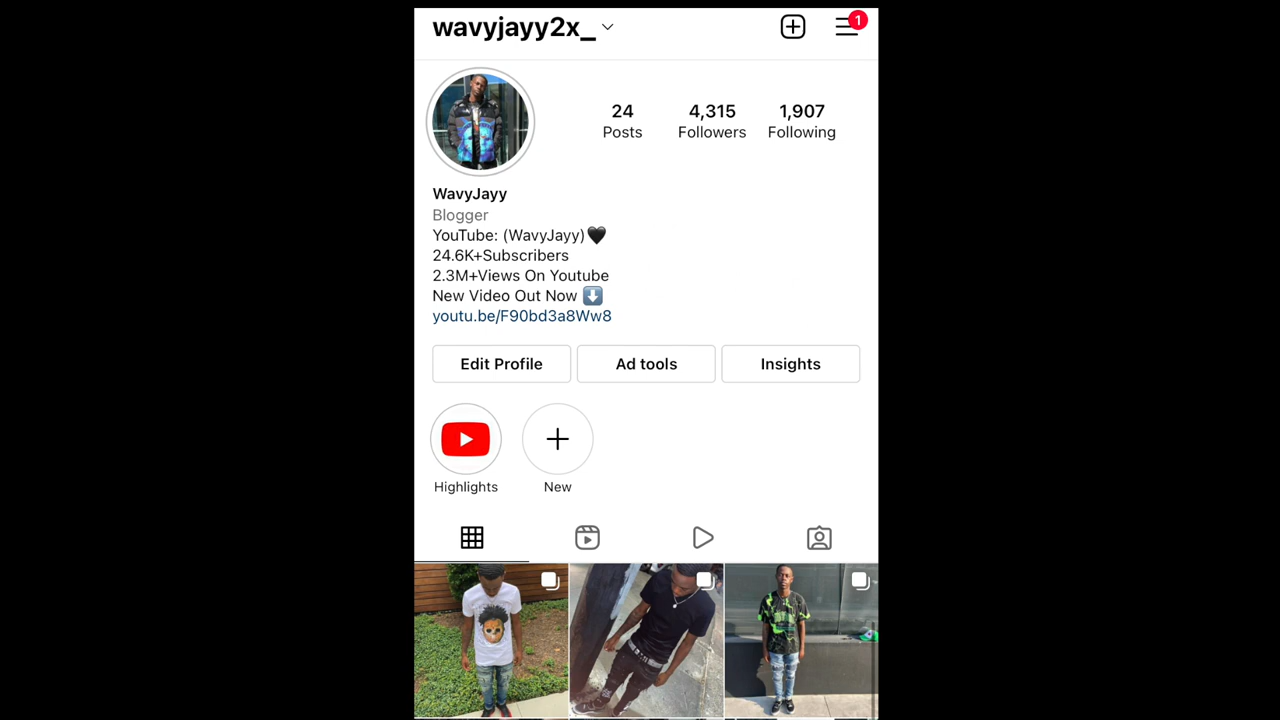 wavyjayy2x_
1
24 4,315 1,907
Posts Followers Following
WavyJayy
Blogger
YouTube: (WavyJayy)🖤
24.6K+Subscribers
2.3M+Views On Youtube
New Video Out Now ⬇️
youtu.be/F90bd3a8Ww8
Edit Profile Ad tools Insights
Highlights New